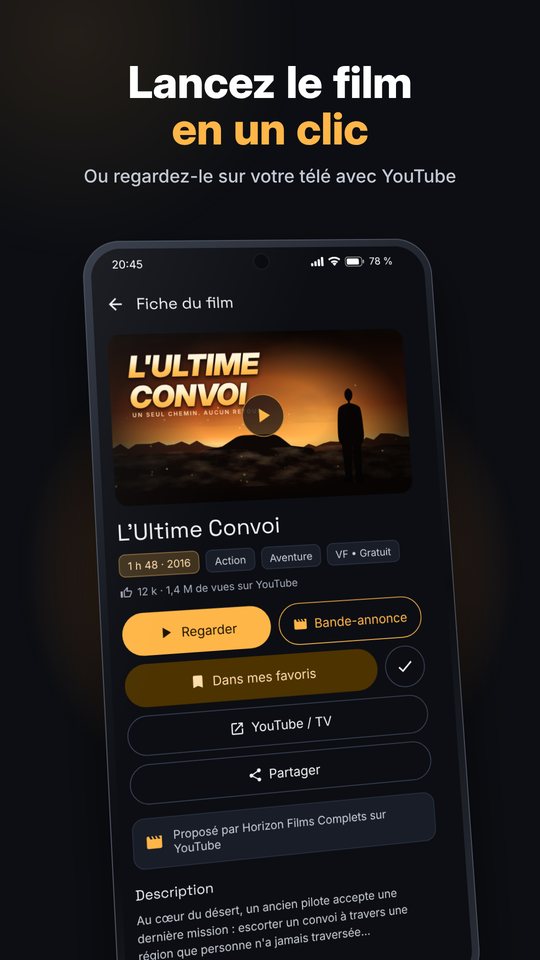 Lancez le film
en un clic
Ou regardez-le sur votre télé avec YouTube
20:45
78 %
Fiche du film
L'ULTIME
CONVOI
UN SEUL CHEMIN. AUCUN
L'Ultime Convoi
1 h 48 · 2016
Action
Aventure
VF • Gratuit
12 k · 1,4 M de vues sur YouTube
Regarder
Bande-annonce
Dans mes favoris
YouTube / TV
Partager
Proposé par Horizon Films Complets sur
YouTube
Description
Au cœur du désert, un ancien pilote accepte une
dernière mission : escorter un convoi à travers une
région que personne n'a jamais traversée...